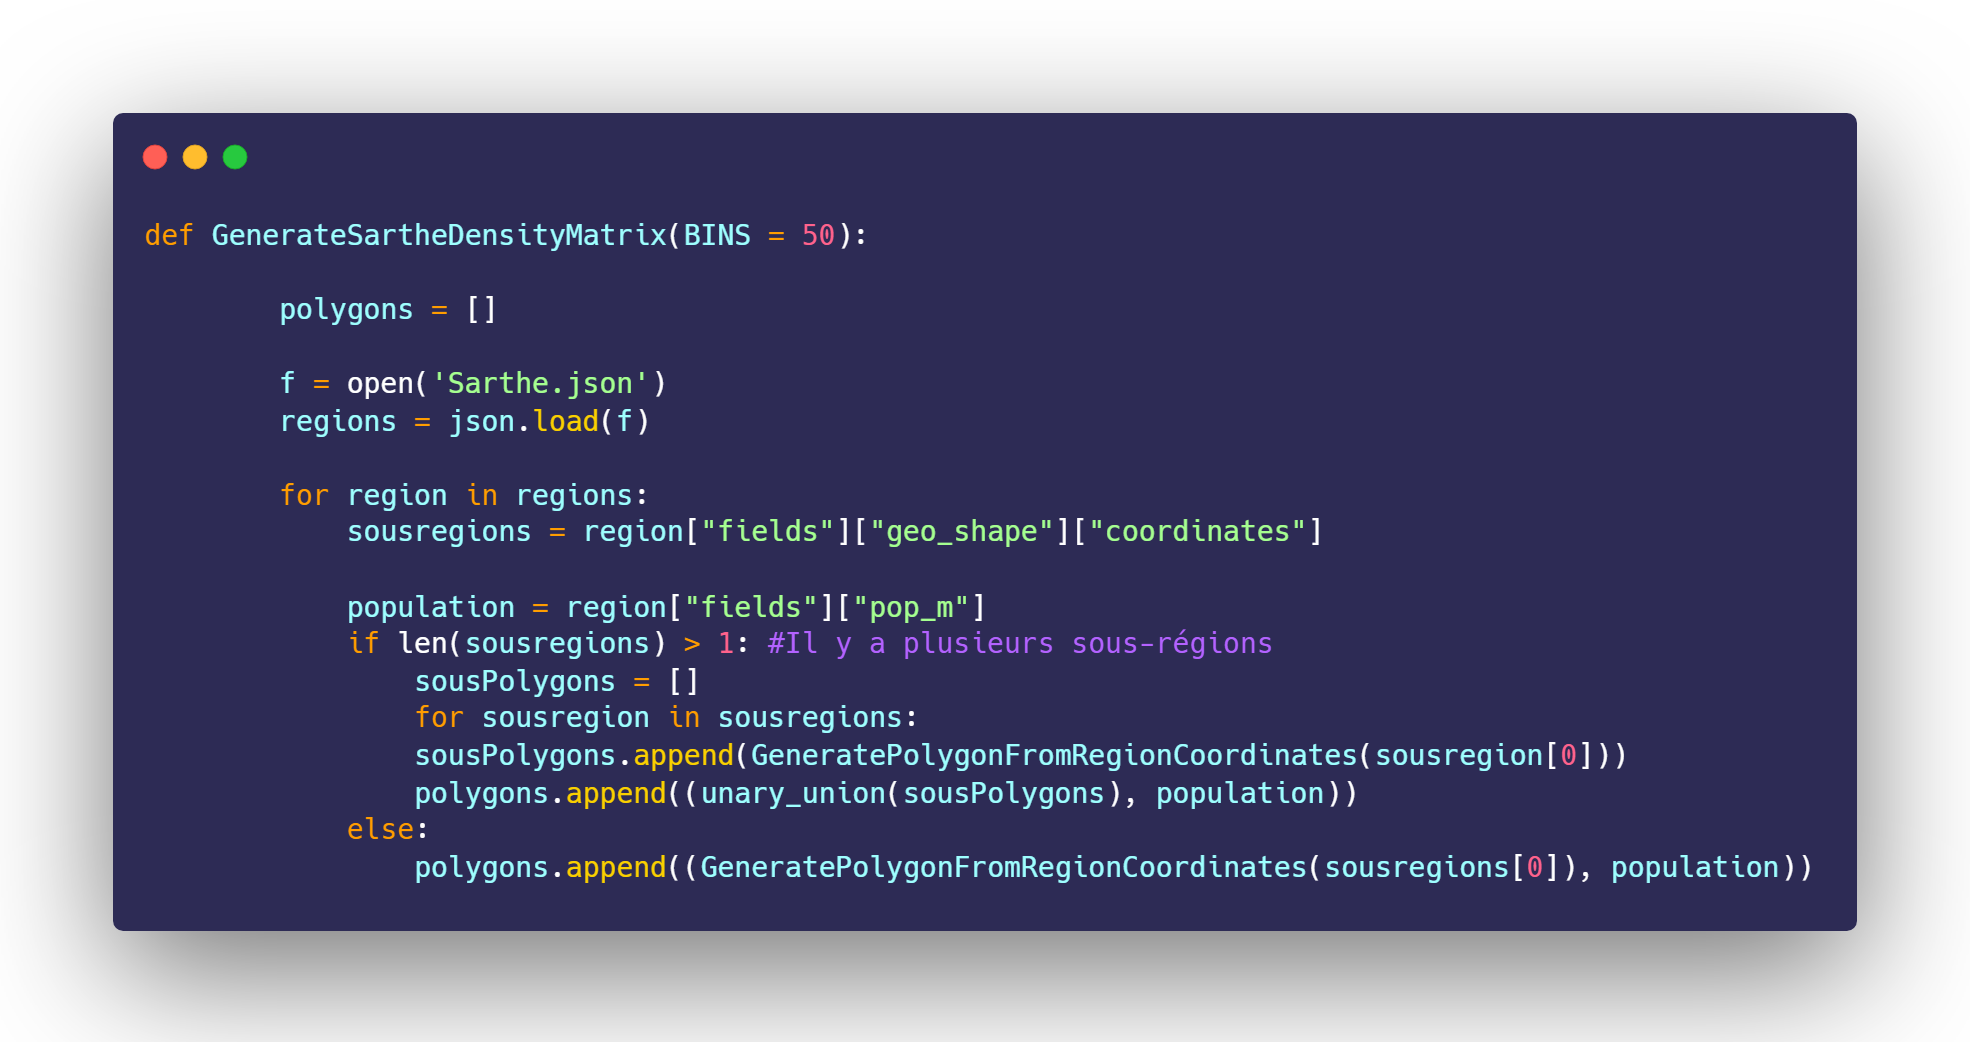 def GenerateSartheDensityMatrix(BINS = 50):
polygons = []
f = open('Sarthe.json')
regions = json.load(f)
for region in regions:
sousregions = region["fields"]["geo_shape"]["coordinates"]
population = region["fields"]["pop_m"]
if len(sousregions) > 1: #Il y a plusieurs sous-régions
sousPolygons = []
for sousregion in sousregions:
sousPolygons.append(GeneratePolygonFromRegionCoordinates(sousregion[0]))
polygons.append((unary_union(sousPolygons), population))
else:
polygons.append((GeneratePolygonFromRegionCoordinates(sousregions[0]), population))